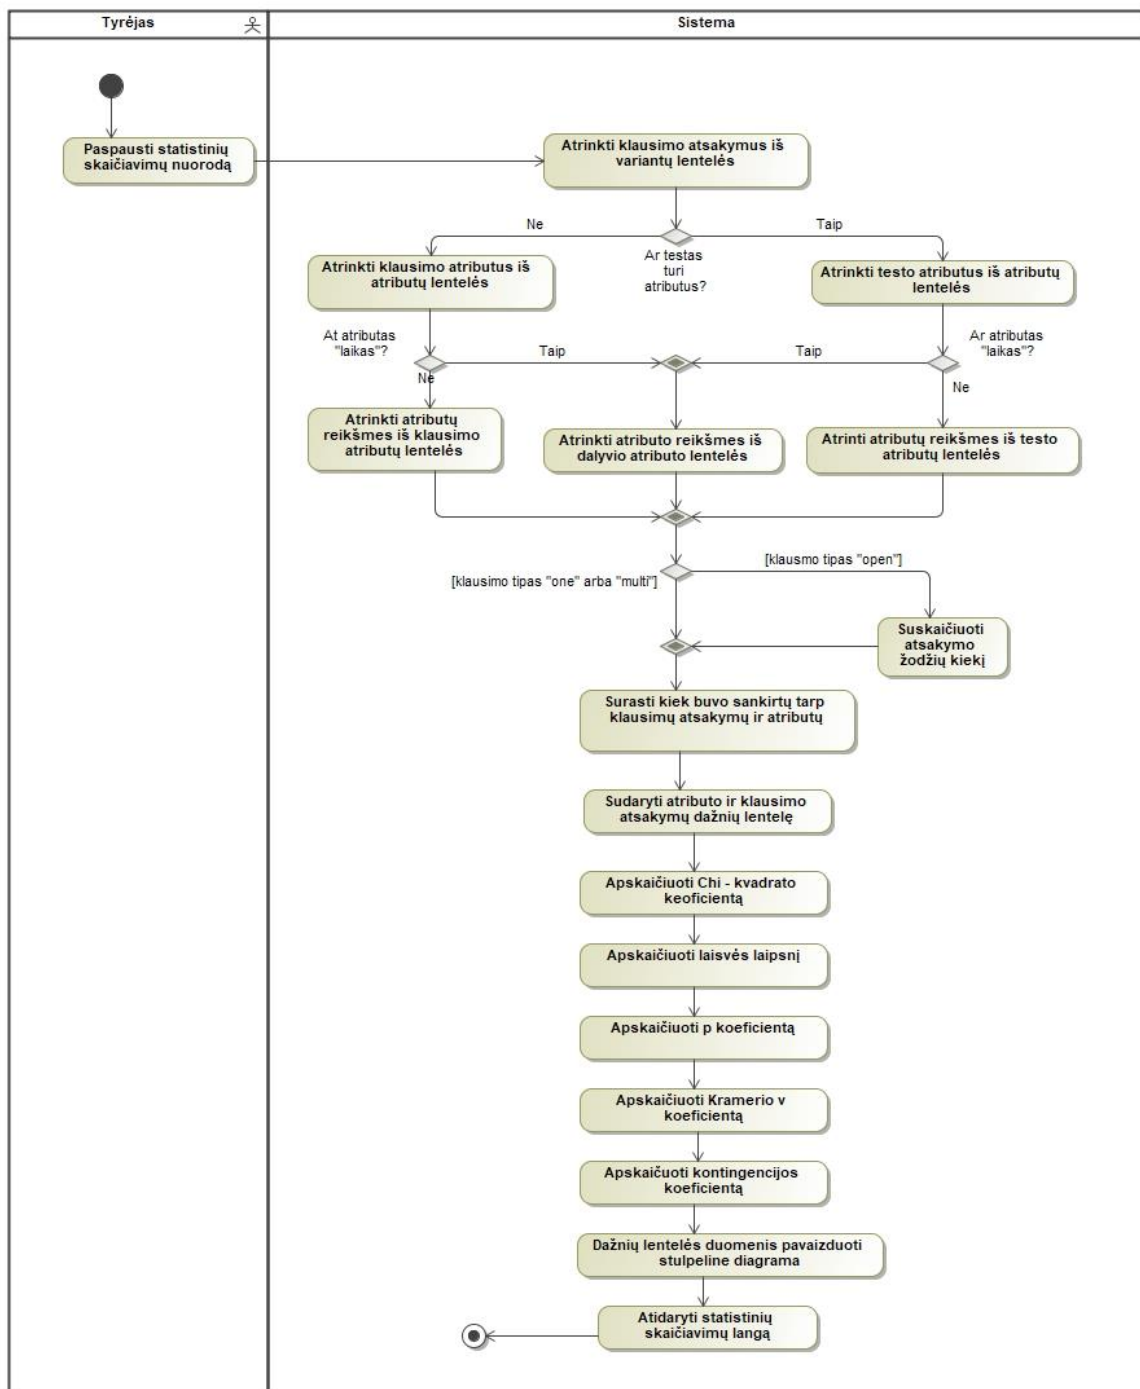 Tyrėjas
Sistema
Paspausti statistinių
skaičiavimų nuorodą
Atrinkti klausimo atsakymus iš
variantų lentelės
Ne
Taip
Ar testas
turi
atributus?
Atrinkti klausimo atributus iš
atributų lentelės
Atrinkti testo atributus iš atributų
lentelės
At atributas
"laikas"?
Taip
Taip
Ar atributas
"laikas"?
Ne
Ne
Atrinkti atributų
reikšmes iš klausimo
atributų lentelės
Atrinkti atributo reikšmes iš
dalyvio atributo lentelės
Atrinti atributų reikšmes iš testo
atributų lentelės
[klausmo tipas "open"]
[klausimo tipas "one" arba "multi"]
Suskaičiuoti
atsakymo
žodžių kiekį
Surasti kiek buvo sankirtų tarp
klausimų atsakymų ir atributų
Sudaryti atributo ir klausimo
atsakymų dažnių lentelę
Apskaičiuoti Chi - kvadrato
keoficientą
Apskaičiuoti laisvės laipsnį
Apskaičiuoti p koeficientą
Apskaičiuoti Kramerio v
koeficientą
Apskaičuoti kontingencijos
koeficientą
Dažnių lentelės duomenis pavaizduoti
stulpeline diagrama
Atidaryti statistinių
skaičiavimų langą